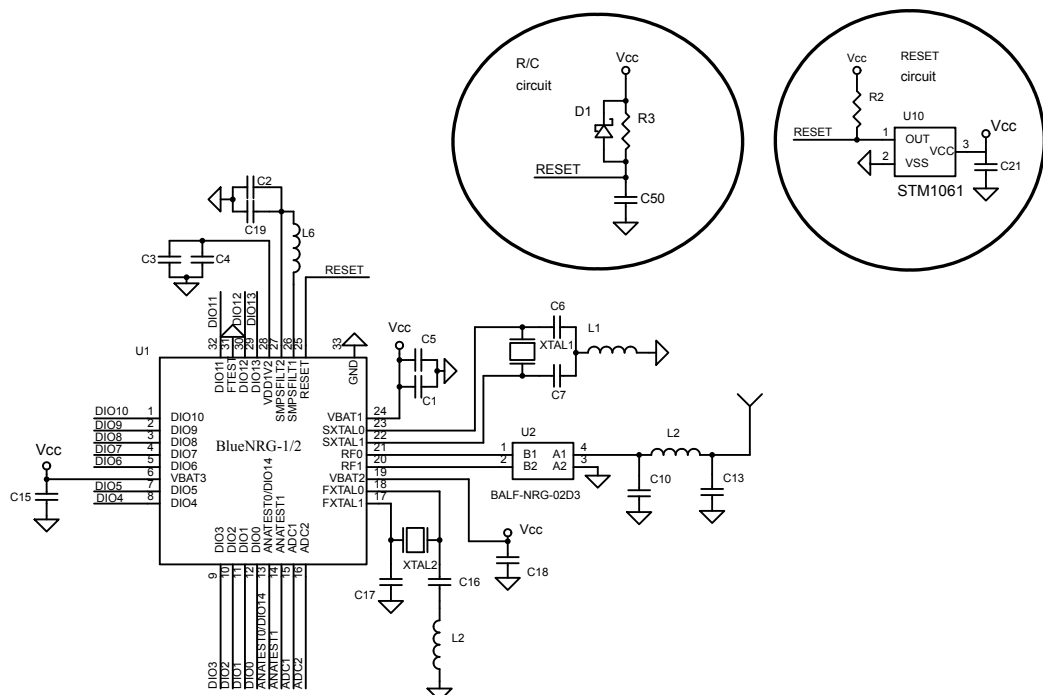 R/C
circuit
Vcc
D1
R3
RESET
C50
RESET
circuit
Vcc
R2
U10
RESET
1
OUT
VCC
3
Vcc
2
VSS
C21
STM1061
C2
C19
L6
C3
C4
RESET
DIO11
DIO12
DIO13
32
31
30
29
28
27
26
25
33
U1
DIO11
FTEST
DIO12
DIO13
VDD1V2
SMPSFILT2
SMPSFILT1
RESET
GND
Vcc
C5
C1
C6
XTAL1
C7
L1
DIO10
1
DIO10
DIO9
2
DIO9
DIO8
3
DIO8
DIO7
4
DIO7
DIO6
5
DIO6
Vcc
6
VBAT3
DIO5
7
DIO5
DIO4
8
DIO4
C15
BlueNRG-1/2
VBAT1
24
SXTAL0
23
SXTAL1
22
RF0
21
RF1
20
VBAT2
19
FXTAL0
18
FXTAL1
17
U2
1
B1
A1
4
2
B2
A2
3
BALF-NRG-02D3
L2
C10
C13
Vcc
C18
XTAL2
C17
C16
L2
DIO3
DIO2
DIO1
DIO0
ANATEST0/DIO14
ANATEST1
ADC1
ADC2
9
10
11
12
13
14
15
16
DIO3
DIO2
DIO1
DIO0
ANATEST0/DIO14
ANATEST1
ADC1
ADC2